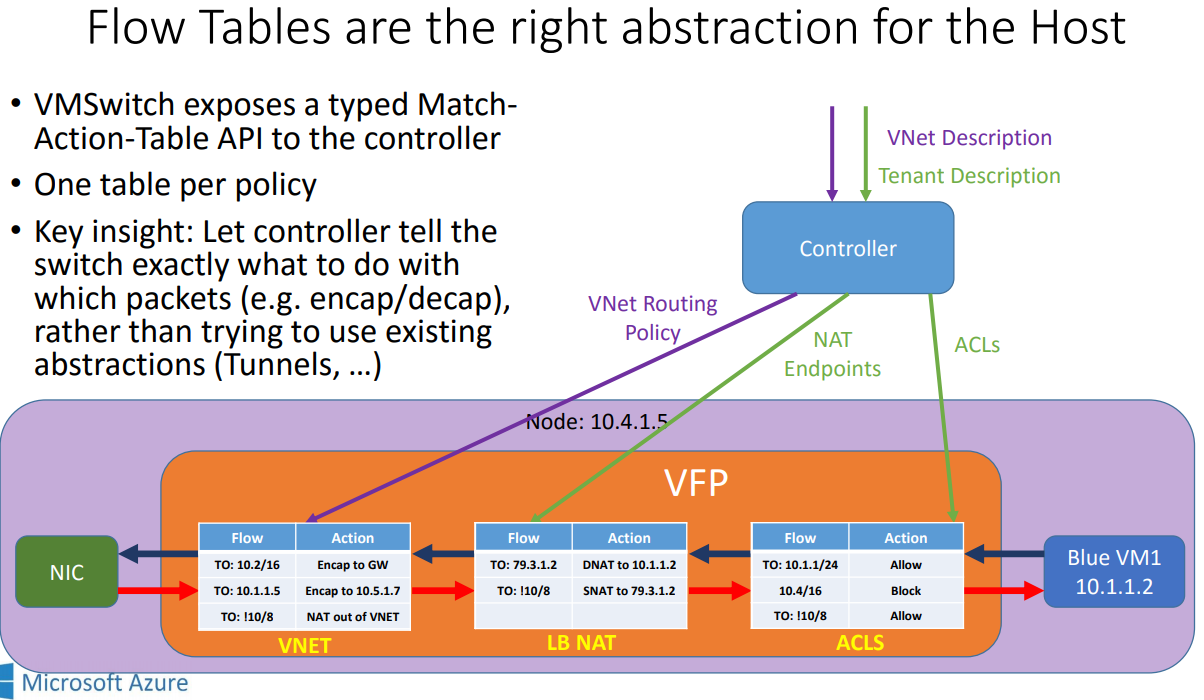 Flow Tables are the right abstraction for the Host
• VMSwitch exposes a typed Match-
Action-Table API to the controller
• One table per policy
• Key insight: Let controller tell the
switch exactly what to do with
which packets (e.g. encap/decap),
rather than trying to use existing
abstractions (Tunnels, …)
VNet Description
Tenant Description
Controller
VNet Routing
Policy
NAT
Endpoints
ACLs
Node: 10.4.1.5
VFP
NIC
Flow Action
TO: 10.2/16 Encap to GW
TO: 10.1.1.5 Encap to 10.5.1.7
TO: !10/8 NAT out of VNET
VNET
Flow Action
TO: 79.3.1.2 DNAT to 10.1.1.2
TO: !10/8 SNAT to 79.3.1.2
LB NAT
Flow Action
TO: 10.1.1/24 Allow
10.4/16 Block
TO: !10/8 Allow
ACLS
Blue VM1
10.1.1.2
Microsoft Azure